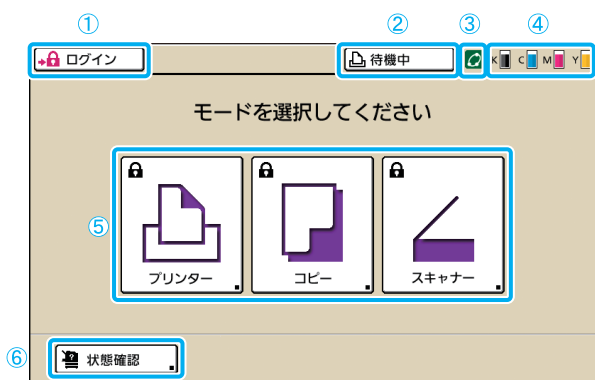 ① ② ③ ④
ログイン 待機中 K C M Y
モードを選択してください
⑤
プリンター コピー スキャナー
⑥ 状態確認